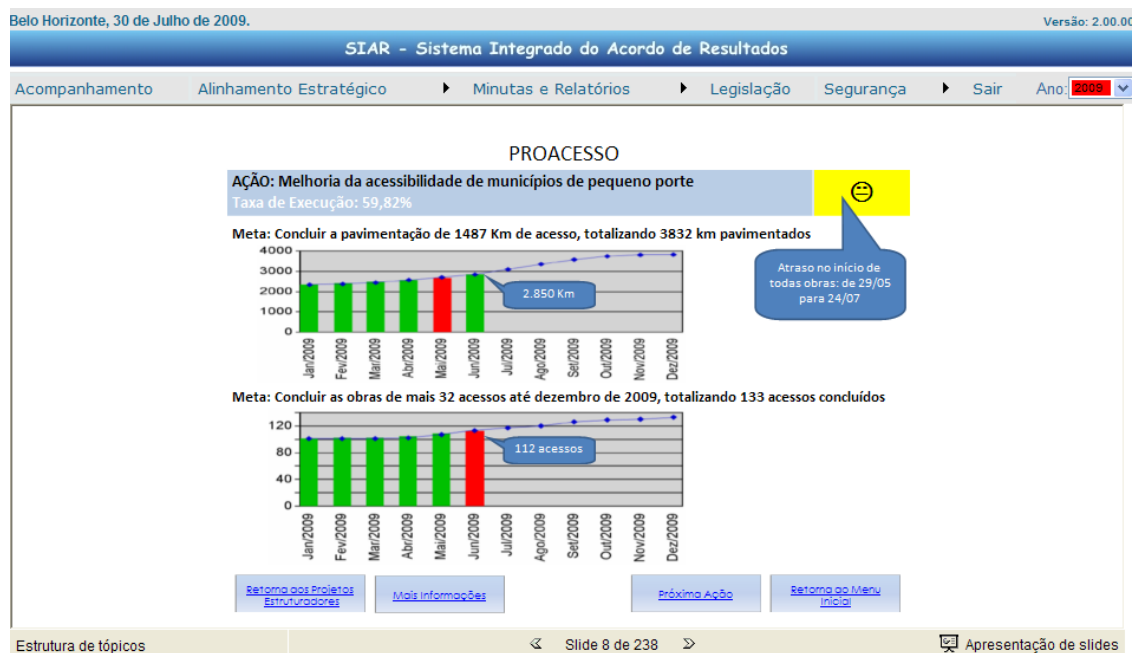 Belo Horizonte, 30 de Julho de 2009.
Versão: 2.00.00
SIAR - Sistema Integrado do Acordo de Resultados
Acompanhamento Alinhamento Estratégico Minutas e Relatórios Legislação Segurança Sair Ano: 2009
PROACESSO
AÇÃO: Melhoria da acessibilidade de municípios de pequeno porte
Taxa de Execução: 59,82%
Meta: Concluir a pavimentação de 1487 Km de acesso, totalizando 3832 km pavimentados
Atraso no início de
todas obras: de 29/05
para 24/07
4000
3000
2000
1000
0
2.850 Km
Jan/2009
Fev/2009
Mar/2009
Abr/2009
Mai/2009
Jun/2009
Jul/2009
Ago/2009
Set/2009
Out/2009
Nov/2009
Dez/2009
Meta: Concluir as obras de mais 32 acessos até dezembro de 2009, totalizando 133 acessos concluídos
120
80
40
0
112 acessos
Jan/2009
Fev/2009
Mar/2009
Abr/2009
Mai/2009
Jun/2009
Jul/2009
Ago/2009
Set/2009
Out/2009
Nov/2009
Dez/2009
Retorna aos Projetos
Estruturadores
Mais Informações
Próxima Ação
Retorna ao Menu
Inicial
Estrutura de tópicos
Slide 8 de 238
Apresentação de slides